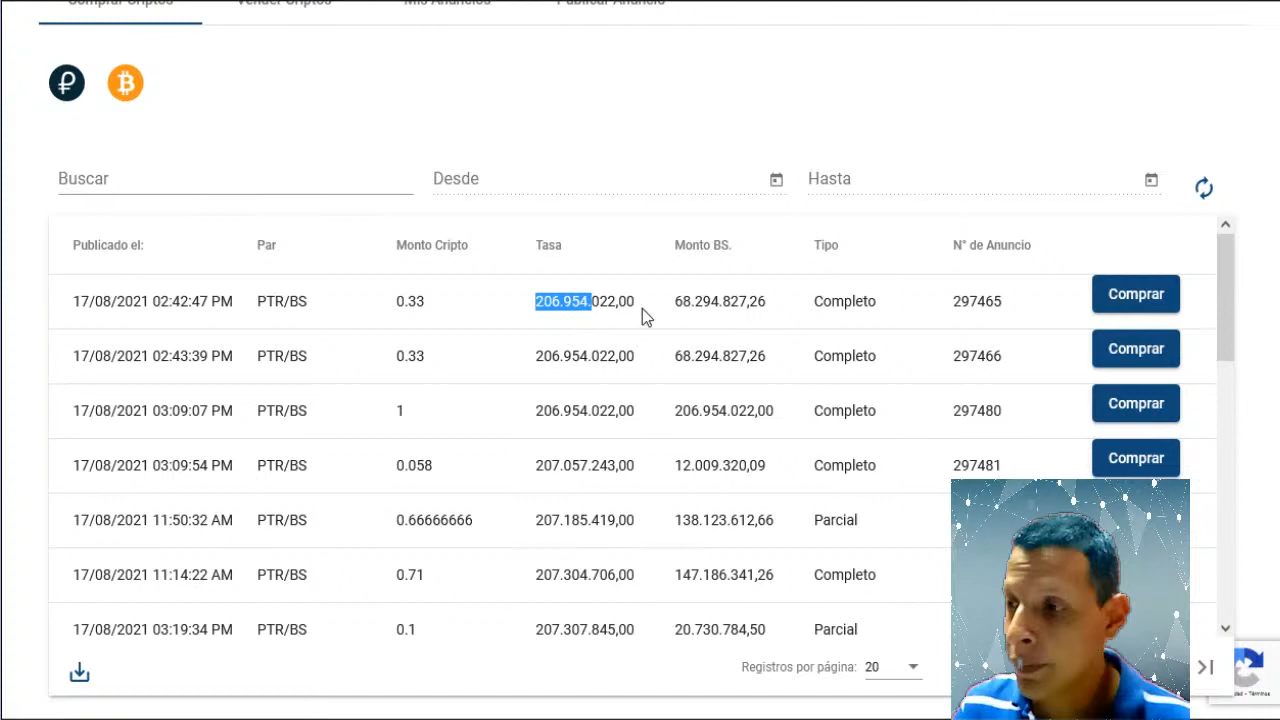 Comprar Criptos Vender Criptos Mis Anuncios Publicar Anuncio
Buscar Desde Hasta
Publicado el: Par Monto Cripto Tasa Monto BS. Tipo N° de Anuncio
17/08/2021 02:42:47 PM PTR/BS 0.33 206.954.022,00 68.294.827,26 Completo 297465 Comprar
17/08/2021 02:43:39 PM PTR/BS 0.33 206.954.022,00 68.294.827,26 Completo 297466 Comprar
17/08/2021 03:09:07 PM PTR/BS 1 206.954.022,00 206.954.022,00 Completo 297480 Comprar
17/08/2021 03:09:54 PM PTR/BS 0.058 207.057.243,00 12.009.320,09 Completo 297481 Comprar
17/08/2021 11:50:32 AM PTR/BS 0.66666666 207.185.419,00 138.123.612,66 Parcial
17/08/2021 11:14:22 AM PTR/BS 0.71 207.304.706,00 147.186.341,26 Completo
17/08/2021 03:19:34 PM PTR/BS 0.1 207.307.845,00 20.730.784,50 Parcial
Registros por página: 20